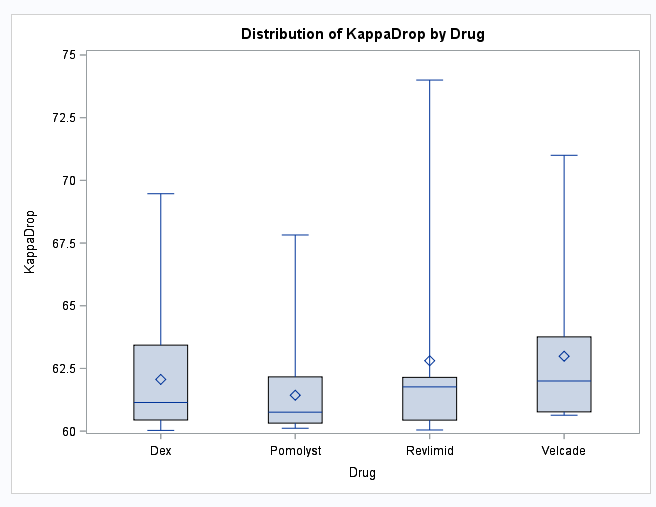 Distribution of KappaDrop by Drug
75
72.5
70
67.5
65
62.5
60
KappaDrop
Dex
Pomolyst
Revlimid
Velcade
Drug